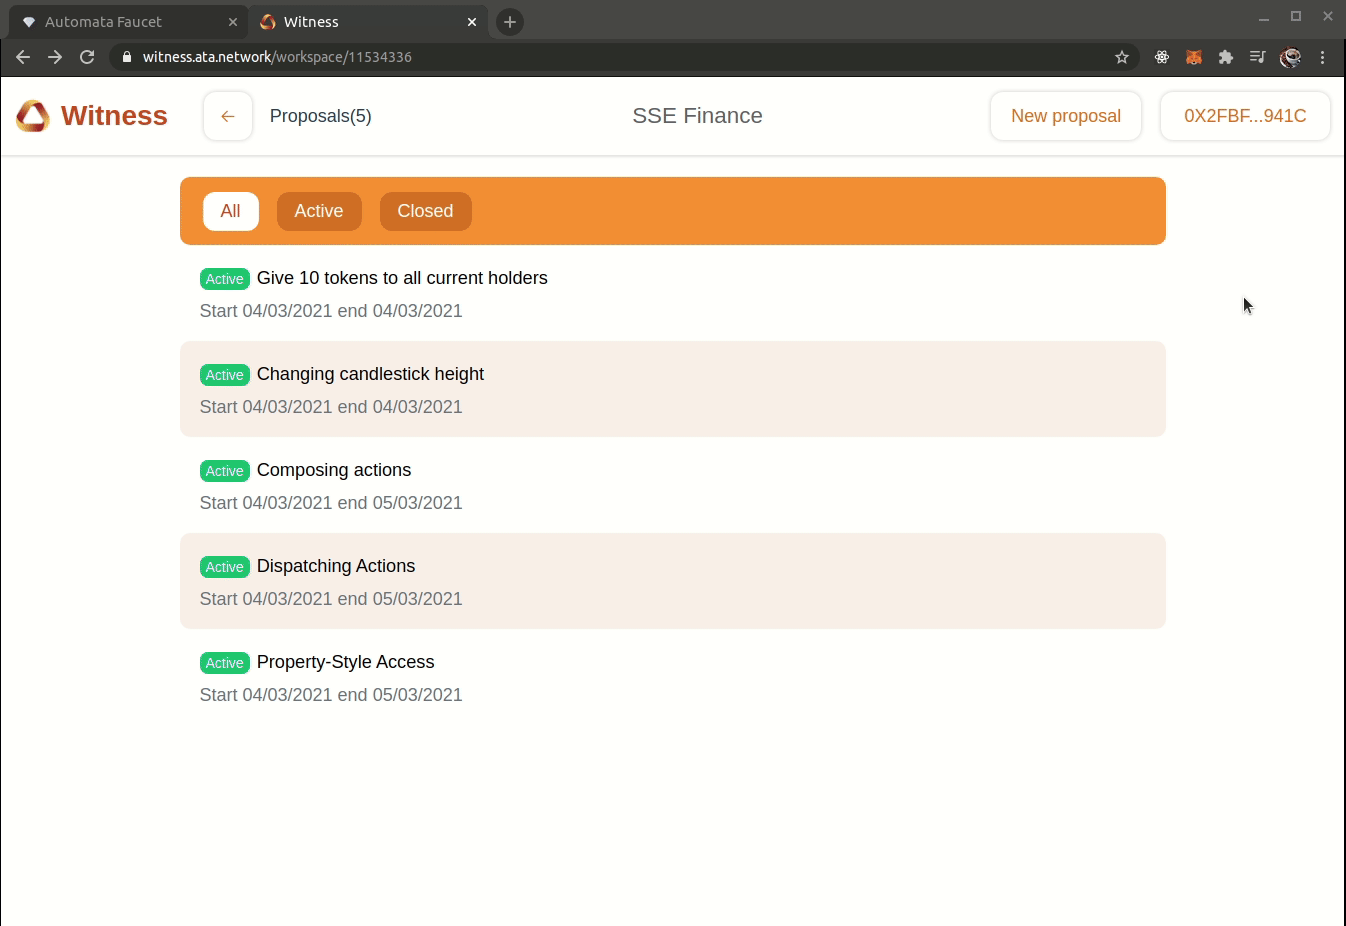 Automata Faucet
Witness
witness.ata.network/workspace/11534336
Witness
Proposals(5)
SSE Finance
New proposal
0X2FBF...941C
All
Active
Closed
Active Give 10 tokens to all current holders
Start 04/03/2021 end 04/03/2021
Active Changing candlestick height
Start 04/03/2021 end 04/03/2021
Active Composing actions
Start 04/03/2021 end 05/03/2021
Active Dispatching Actions
Start 04/03/2021 end 05/03/2021
Active Property-Style Access
Start 04/03/2021 end 05/03/2021